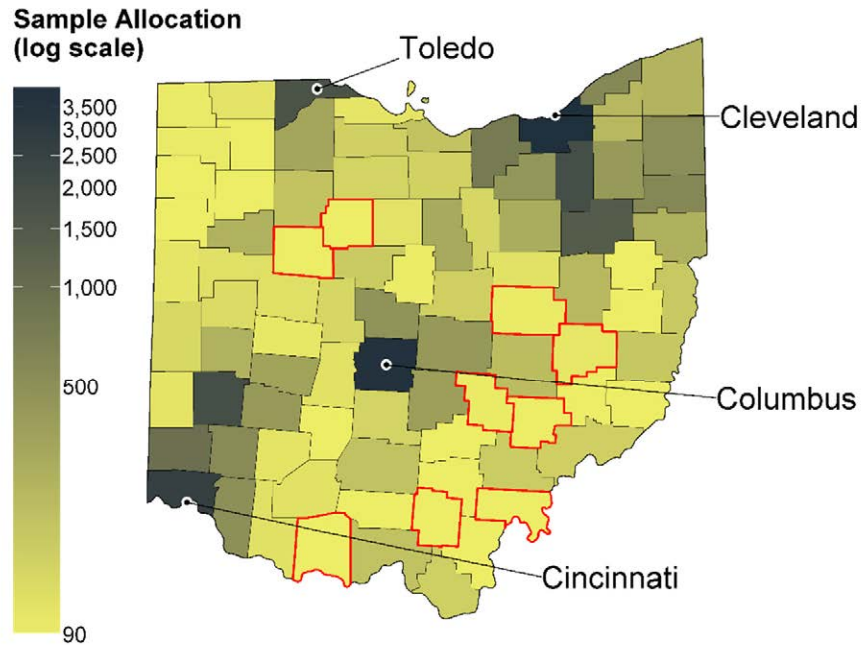 Sample Allocation
(log scale)
Toledo
Cleveland
3,500
3,000
2,500
2,000
1,500
1,000
500
Columbus
Cincinnati
90